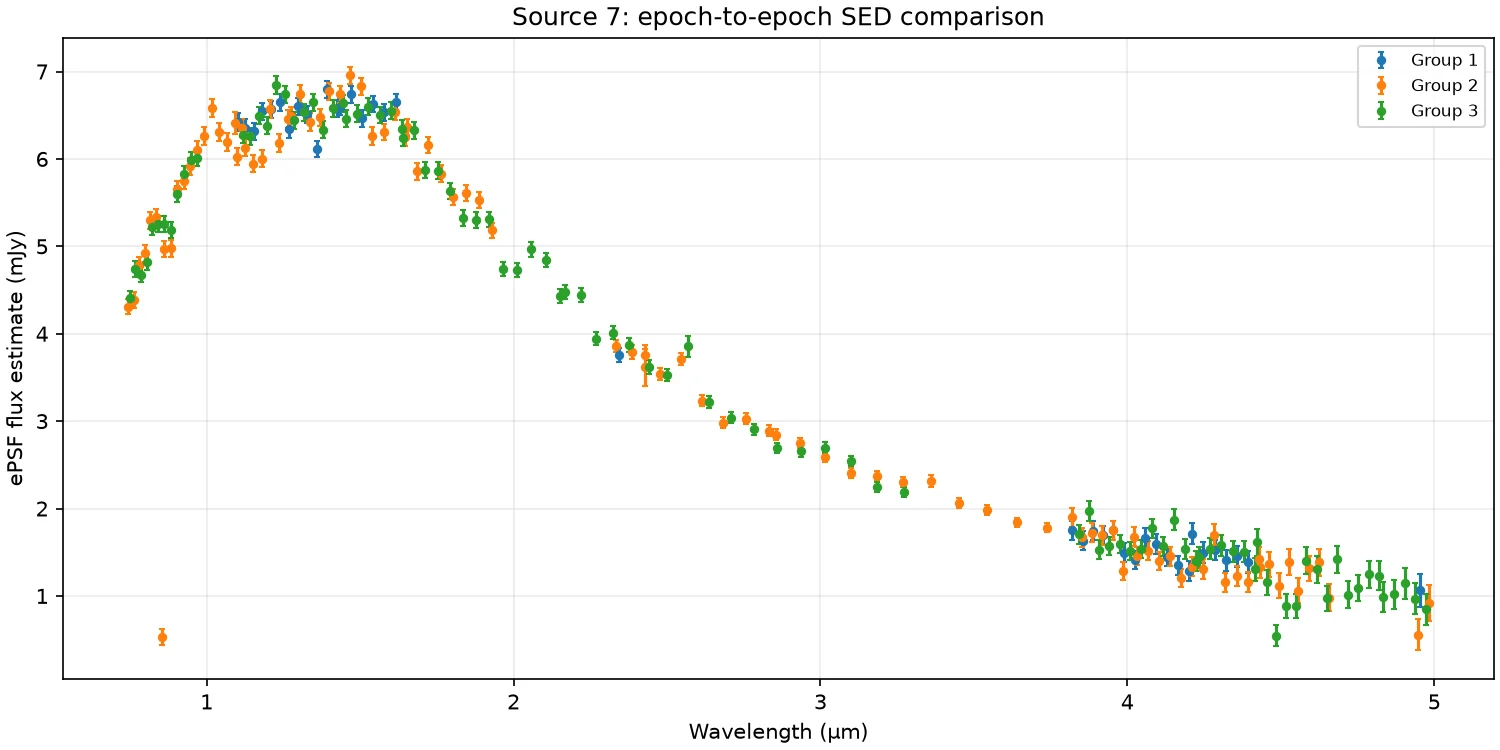 Source 7: epoch-to-epoch SED comparison
Group 1
Group 2
Group 3
ePSF flux estimate (mJy)
7
6
5
4
3
2
1
1 2 3 4 5
Wavelength (μm)